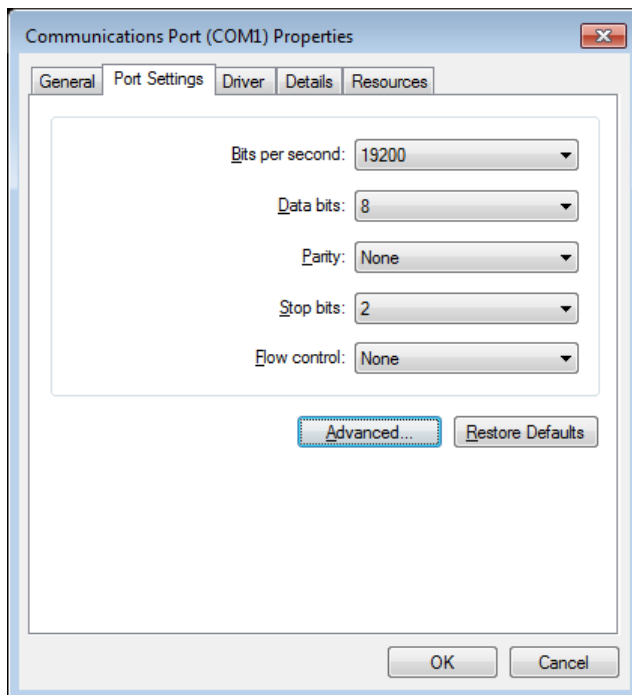 Communications Port (COM1) Properties
General Port Settings Driver Details Resources
Bits per second: 19200
Data bits: 8
Parity: None
Stop bits: 2
Flow control: None
Advanced... Restore Defaults
OK Cancel